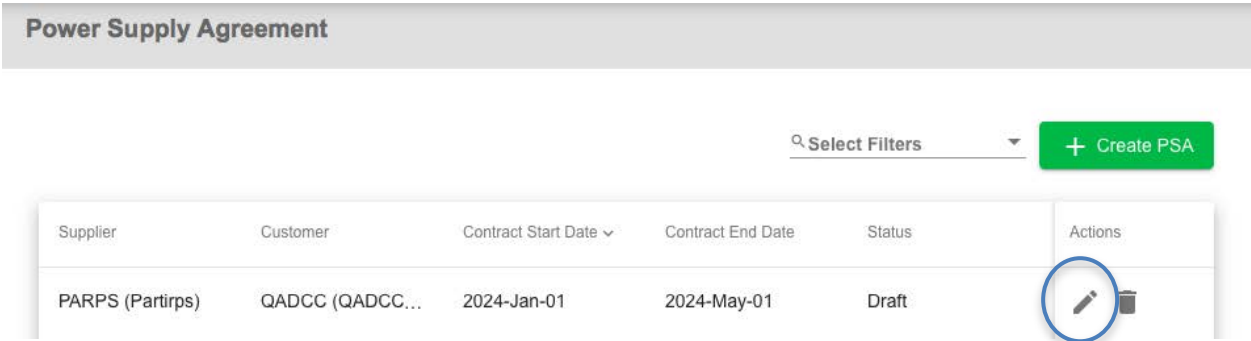 Power Supply Agreement
Select Filters
+ Create PSA
Supplier Customer Contract Start Date Contract End Date Status Actions
PARPS (Partirps) QADCC (QADCC... 2024-Jan-01 2024-May-01 Draft